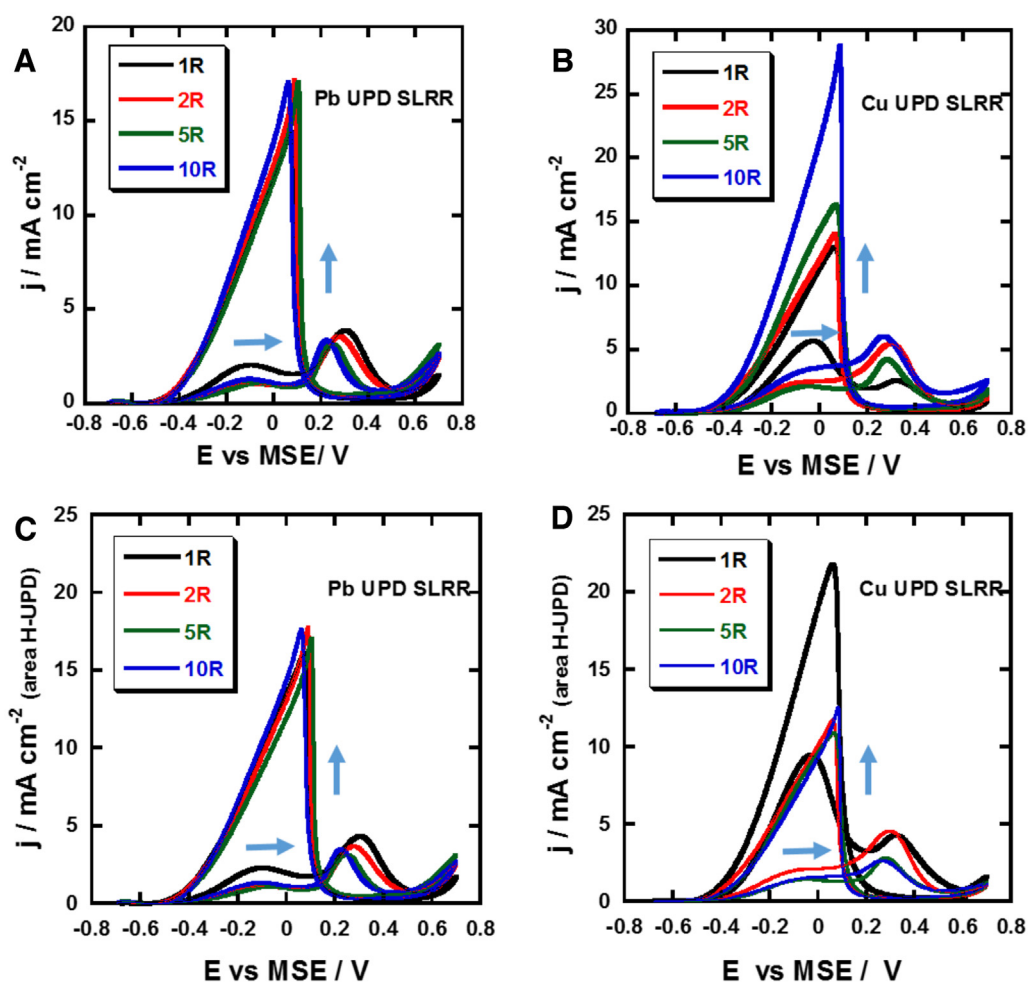 A
20
15
10
5
0
j / mA cm-2
1R
2R
5R
10R
Pb UPD SLRR
-0.8 -0.6 -0.4 -0.2 0 0.2 0.4 0.6 0.8
E vs MSE/ V
B
30
25
20
15
10
5
0
j / mA cm-2
1R
2R
5R
10R
Cu UPD SLRR
-0.8 -0.6 -0.4 -0.2 0 0.2 0.4 0.6 0.8
E vs MSE/ V
C
25
20
15
10
5
0
j / mA cm-2 (area H-UPD)
1R
2R
5R
10R
Pb UPD SLRR
-0.8 -0.6 -0.4 -0.2 0 0.2 0.4 0.6 0.8
E vs MSE / V
D
25
20
15
10
5
0
j / mA cm-2 (area H-UPD)
1R
2R
5R
10R
Cu UPD SLRR
-0.8 -0.6 -0.4 -0.2 0 0.2 0.4 0.6 0.8
E vs MSE / V